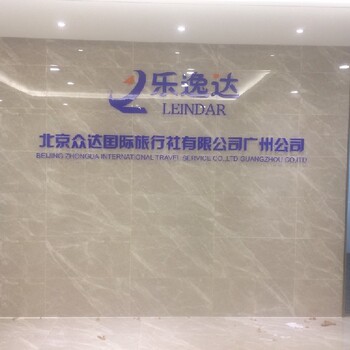 乐逸达
LEINDAR
北京众达国际旅行社有限公司广州公司
BEIJING ZHONGDA INTERNATIONAL TRAVEL SERVICE CO.,LTD GUANGZHOU CO.,LTD